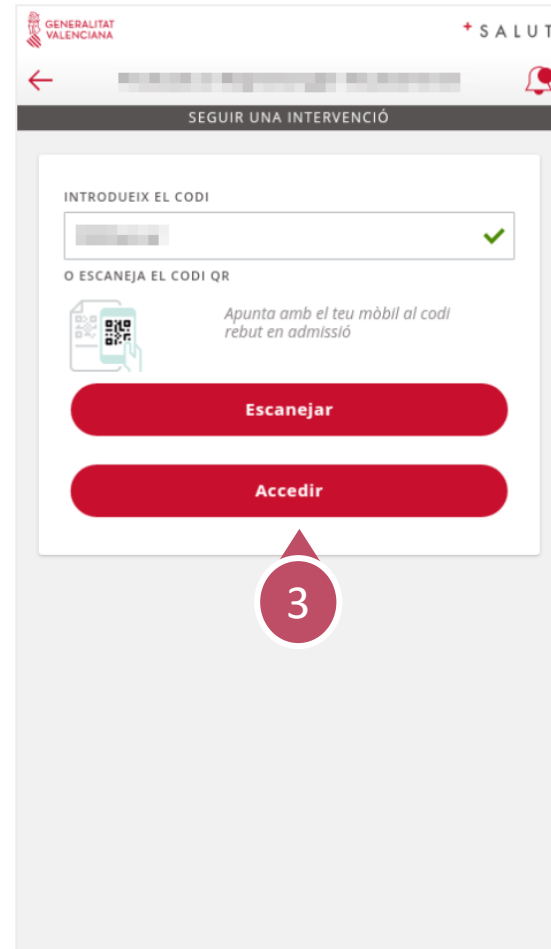 GENERALITAT
VALENCIANA
+ SALUT
SEGUIR UNA INTERVENCIÓ
INTRODUEIX EL CODI
O ESCANEJA EL CODI QR
Apunta amb el teu mòbil al codi
rebut en admissió
Escanejar
Accedir
3